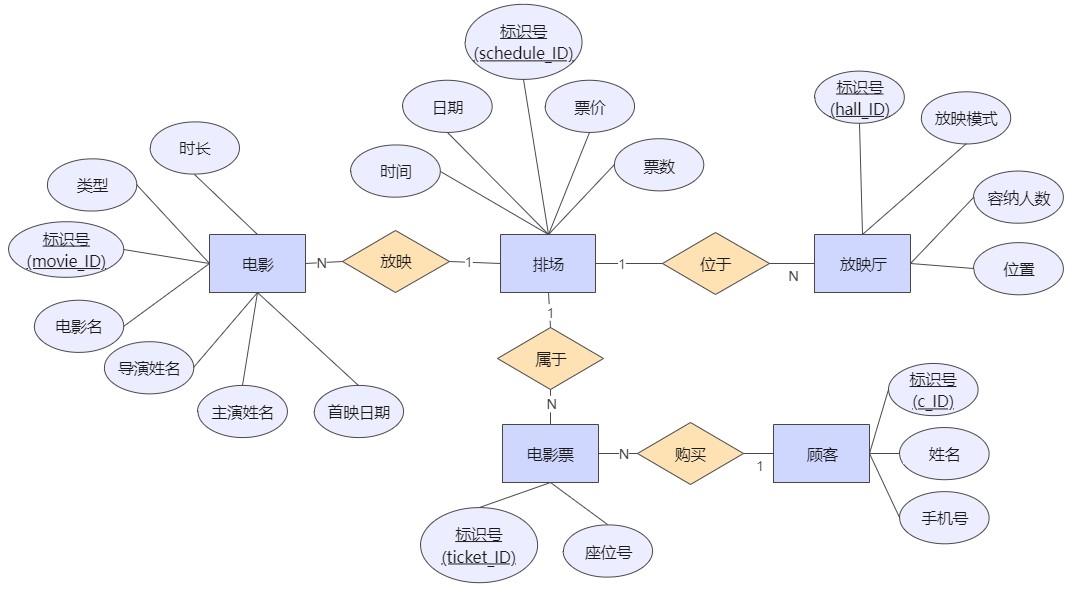 标识号
(schedule_ID)
日期
票价
时间
票数
标识号
(hall_ID)
放映模式
容纳人数
位置
时长
类型
标识号
(movie_ID)
电影名
导演姓名
主演姓名
首映日期
电影
N
放映
1
排场
1
位于
N
放映厅
1
属于
N
电影票
N
购买
1
顾客
标识号
(c_ID)
姓名
手机号
标识号
(ticket_ID)
座位号